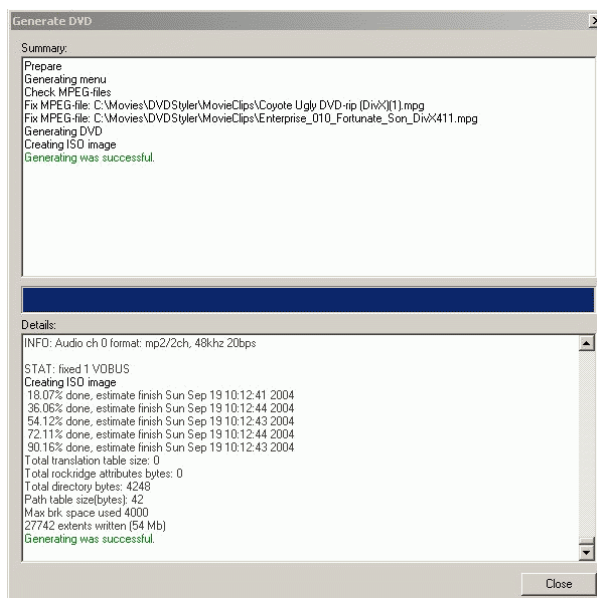 Generate DVD
Summary:
Prepare
Generating menu
Check MPEG-files
Fix MPEG-file: C:\Movies\DVDStyler\MovieClips\Coyote Ugly DVD-rip (DivX)(1).mpg
Fix MPEG-file: C:\Movies\DVDStyler\MovieClips\Enterprise_010_Fortunate_Son_DivX411.mpg
Generating DVD
Creating ISO image
Generating was successful.
Details:
INFO: Audio ch 0 format: mp2/2ch, 48khz 20bps
STAT: fixed 1 VOBUS
Creating ISO image
18.07% done, estimate finish Sun Sep 19 10:12:41 2004
36.06% done, estimate finish Sun Sep 19 10:12:44 2004
54.12% done, estimate finish Sun Sep 19 10:12:43 2004
72.11% done, estimate finish Sun Sep 19 10:12:44 2004
90.16% done, estimate finish Sun Sep 19 10:12:43 2004
Total translation table size: 0
Total rockridge attributes bytes: 0
Total directory bytes: 4248
Path table size(bytes): 42
Max brk space used 4000
27742 extents written (54 Mb)
Generating was successful.
Close